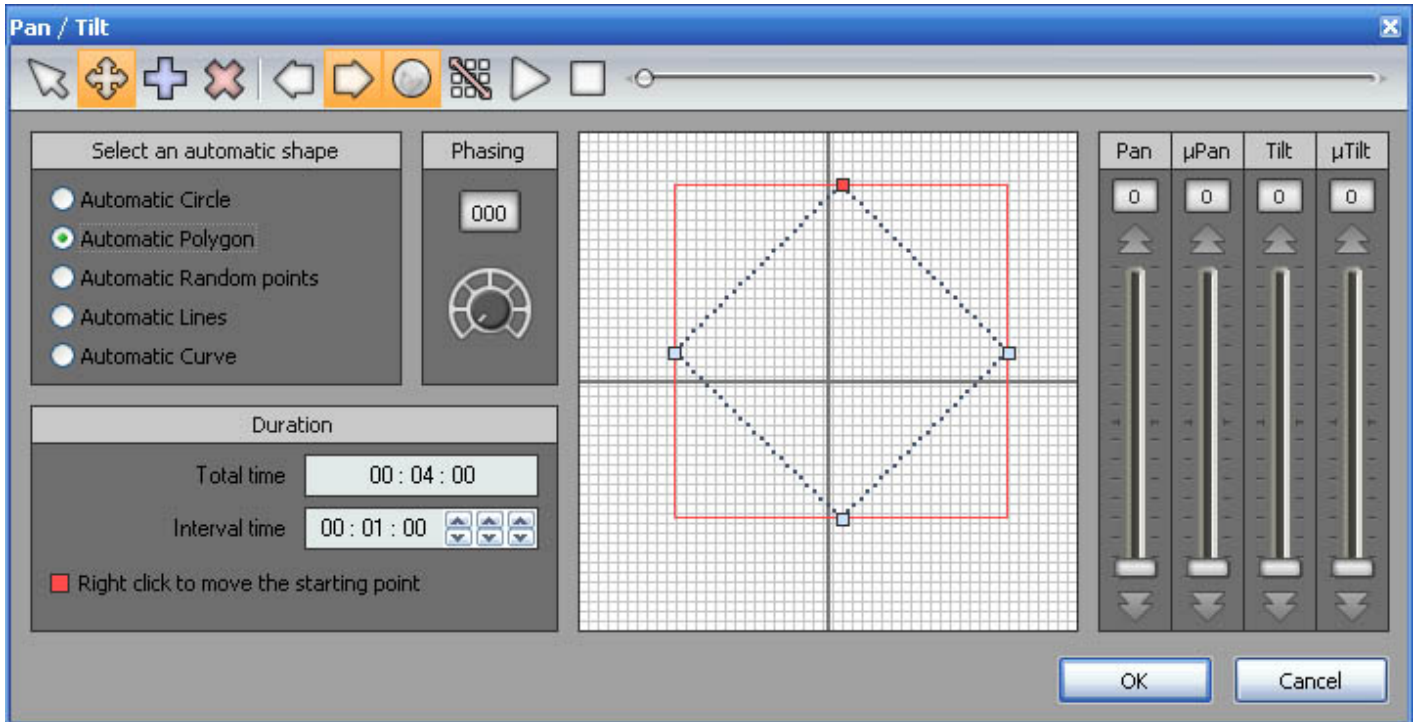 Pan / Tilt
Select an automatic shape
Automatic Circle
Automatic Polygon
Automatic Random points
Automatic Lines
Automatic Curve
Phasing
000
Duration
Total time 00 : 04 : 00
Interval time 00 : 01 : 00
Right click to move the starting point
Pan µPan Tilt µTilt
0 0 0 0
OK Cancel